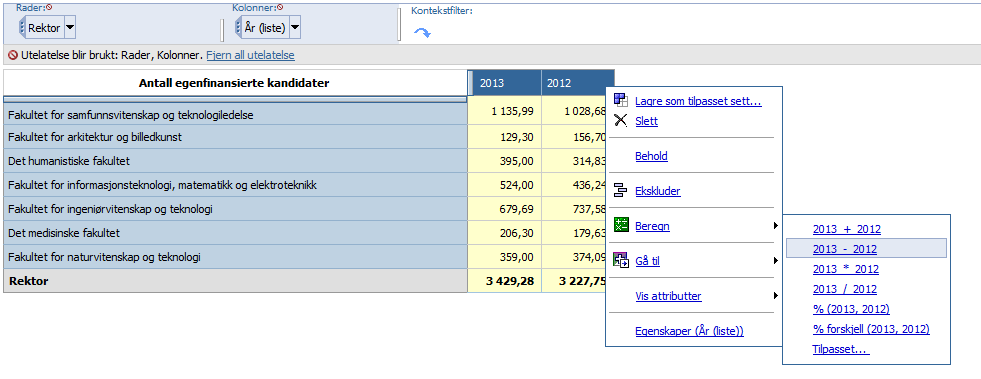 Rader:
Kolonner:
Kontekstfilter:
Rektor
År (liste)
Utelatelse blir brukt: Rader, Kolonner. Fjern all utelatelse
Antall egenfinansierte kandidater 2013 2012
Fakultet for samfunnsvitenskap og teknologiledelse 1 135,99 1 028,68
Fakultet for arkitektur og billedkunst 129,30 156,70
Det humanistiske fakultet 395,00 314,83
Fakultet for informasjonsteknologi, matematikk og elektroteknikk 524,00 436,24
Fakultet for ingeniørvitenskap og teknologi 679,69 737,58
Det medisinske fakultet 206,30 179,63
Fakultet for naturvitenskap og teknologi 359,00 374,09
Rektor 3 429,28 3 227,75
Lagre som tilpasset sett...
Slett
Behold
Ekskluder
Beregn
Gå til
Vis attributter
Egenskaper (År (liste))
2013 + 2012
2013 - 2012
2013 * 2012
2013 / 2012
% (2013, 2012)
% forskjell (2013, 2012)
Tilpasset...